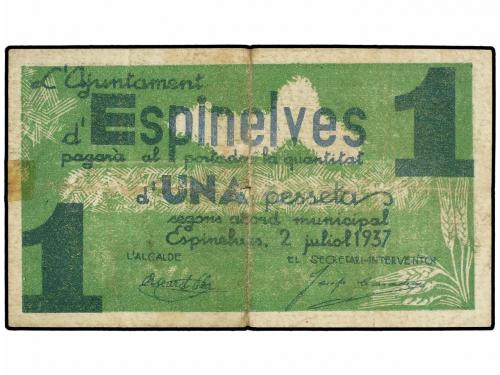 L'Ajuntament
1
d'Espinelves
pagarà al portador la quantitat
d'UNA pesseta
segons acord municipal
Espinelves, 2 juliol 1937
1
L'ALCALDE
EL SECRETARI-INTERVENTOR